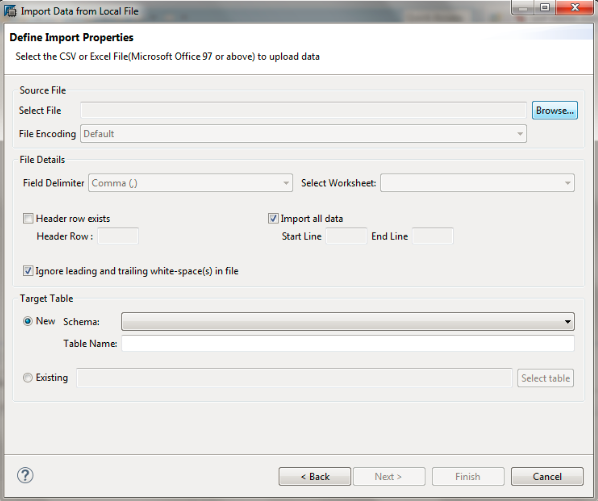 Import Data from Local File
Define Import Properties
Select the CSV or Excel File(Microsoft Office 97 or above) to upload data
Source File
Select File Browse...
File Encoding Default
File Details
Field Delimiter Comma (,) Select Worksheet:
Header row exists Import all data
Header Row : Start Line End Line
Ignore leading and trailing white-space(s) in file
Target Table
New Schema:
Table Name:
Existing Select table
? < Back Next > Finish Cancel